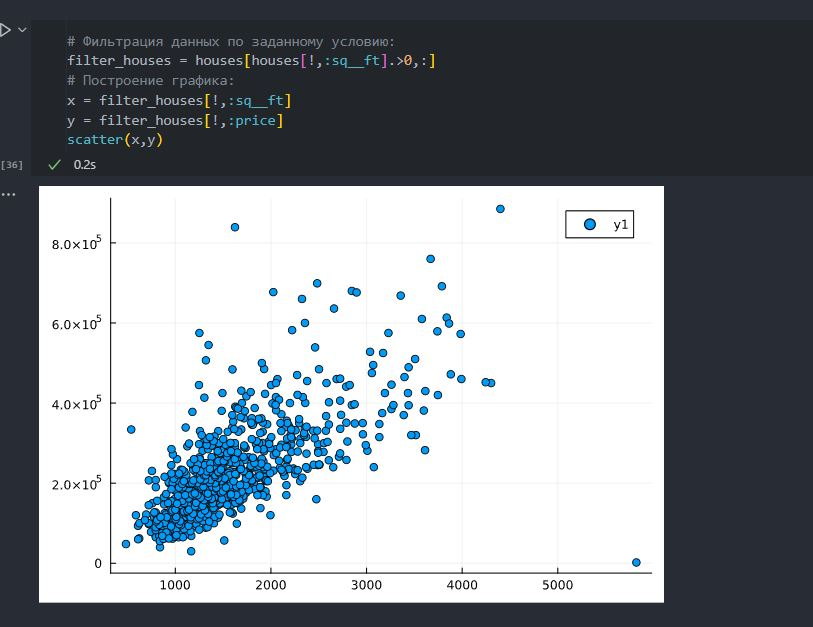 # Фильтрация данных по заданному условию:
filter_houses = houses[houses[!,:sq__ft].>0,:]
# Построение графика:
x = filter_houses[!,:sq__ft]
y = filter_houses[!,:price]
scatter(x,y)
[36]
0.2s
...
y1
8.0×10⁵
6.0×10⁵
4.0×10⁵
2.0×10⁵
0
1000 2000 3000 4000 5000